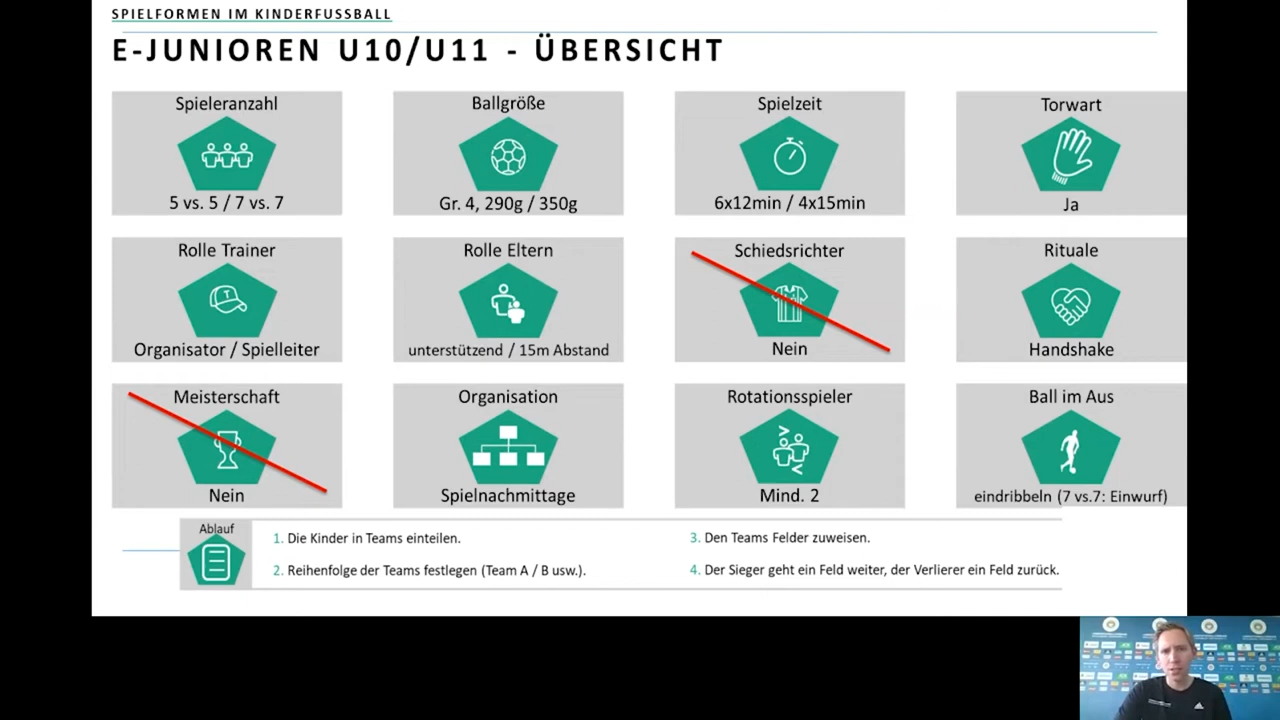 SPIELFORMEN IM KINDERFUSSBALL
E-JUNIOREN U10/U11 - ÜBERSICHT
Spieleranzahl
5 vs. 5 / 7 vs. 7
Ballgröße
Gr. 4, 290g / 350g
Spielzeit
6x12min / 4x15min
Torwart
Ja
Rolle Trainer
T
Organisator / Spielleiter
Rolle Eltern
unterstützend / 15m Abstand
Schiedsrichter
Nein
Rituale
Handshake
Meisterschaft
Nein
Organisation
Spielnachmittage
Rotationsspieler
Mind. 2
Ball im Aus
eindribbeln (7 vs.7: Einwurf)
Ablauf
1. Die Kinder in Teams einteilen.
2. Reihenfolge der Teams festlegen (Team A / B usw.).
3. Den Teams Felder zuweisen.
4. Der Sieger geht ein Feld weiter, der Verlierer ein Feld zurück.